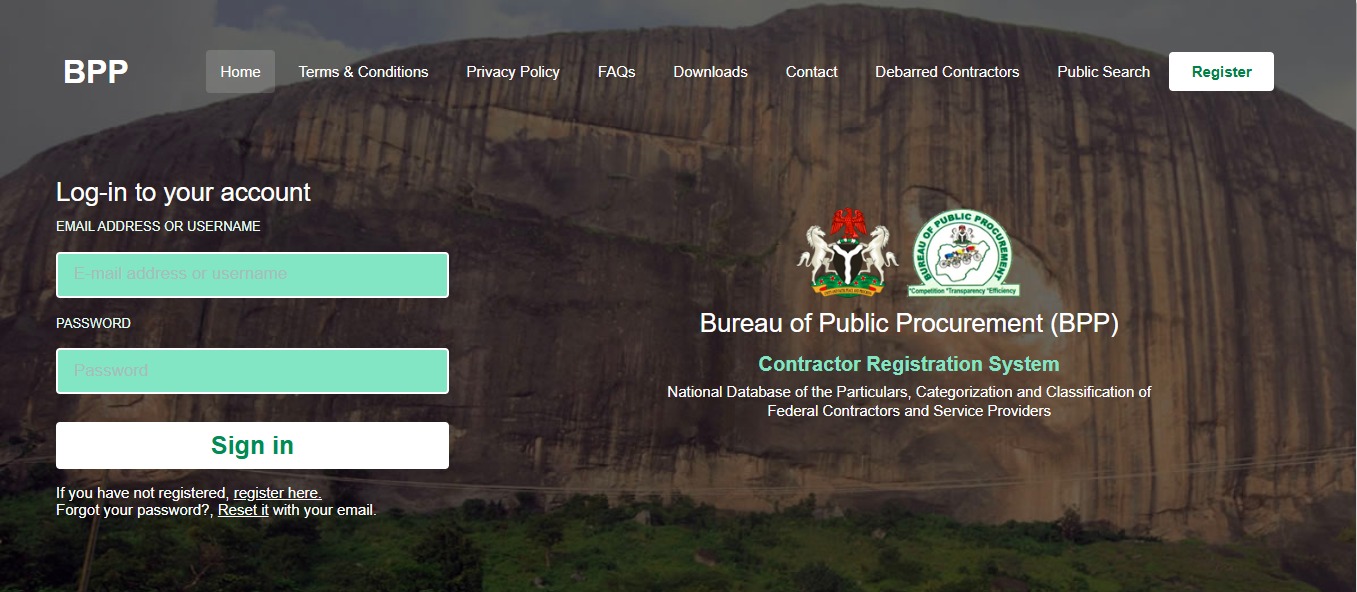 BPP
Home
Terms & Conditions
Privacy Policy
FAQs
Downloads
Contact
Debarred Contractors
Public Search
Register
Log-in to your account
EMAIL ADDRESS OR USERNAME
E-mail address or username
PASSWORD
Password
Sign in
If you have not registered, register here.
Forgot your password?, Reset it with your email.
BUREAU OF PUBLIC PROCUREMENT
*Competition *Transparency *Efficiency
Bureau of Public Procurement (BPP)
Contractor Registration System
National Database of the Particulars, Categorization and Classification of
Federal Contractors and Service Providers